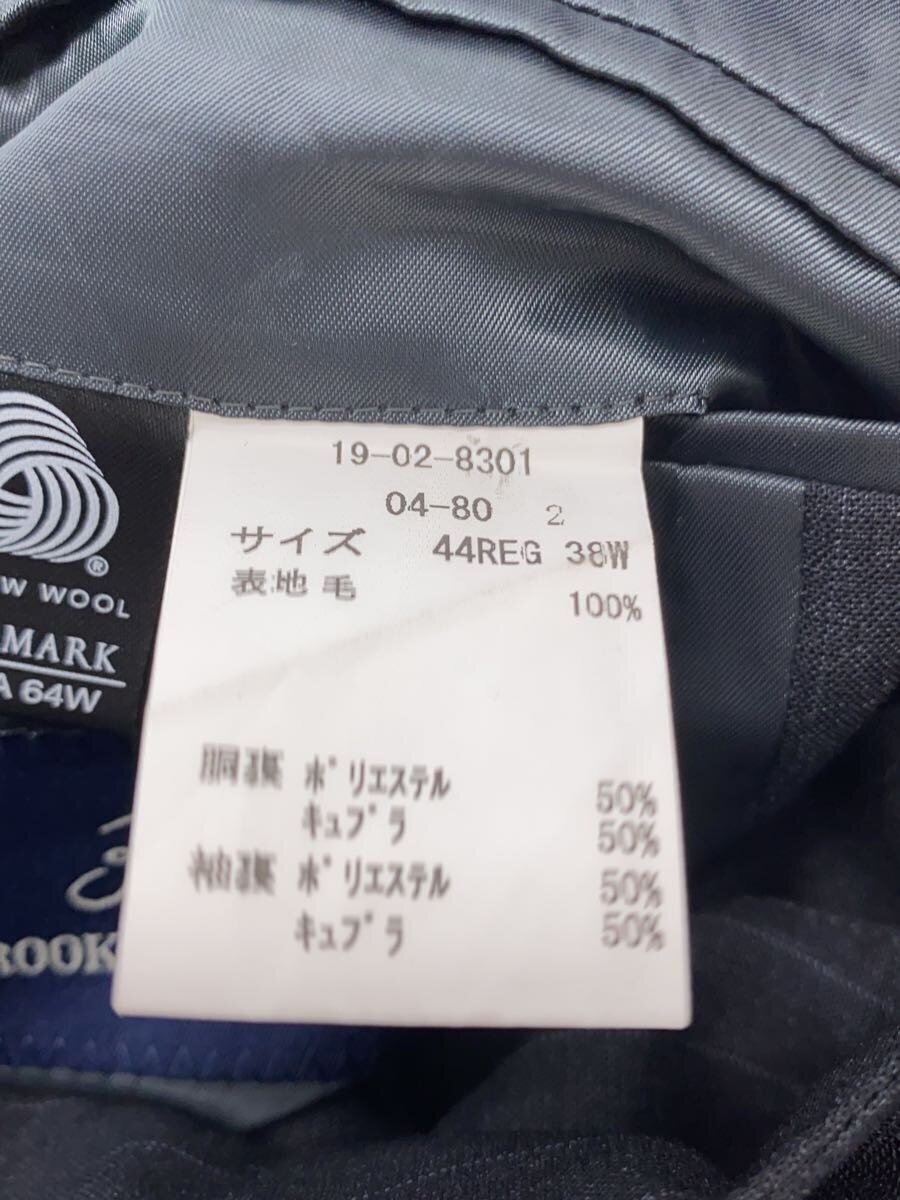 19-02-8301
04-80 2
サイズ 44REG 38W
表地 毛 100%
胴裏 ポリエステル 50%
キュプラ 50%
袖裏 ポリエステル 50%
キュプラ 50%
®
W WOOL
MARK
A 64W
ROOK